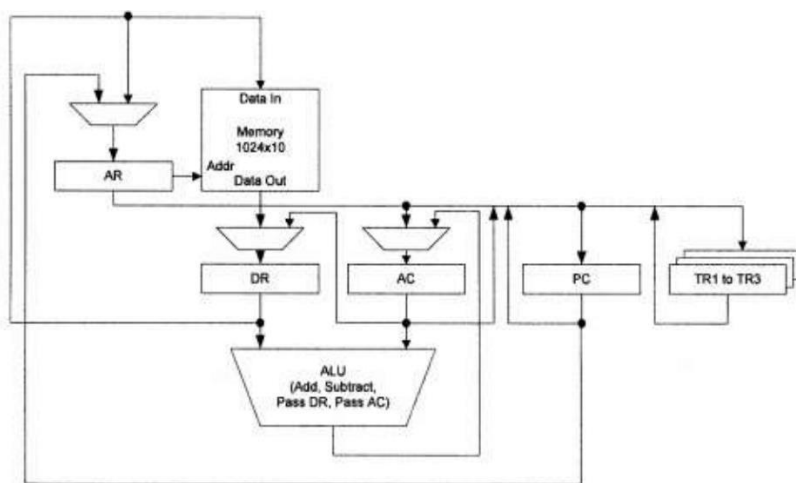 Data In
Memory
1024x10
Addr
Data Out
AR
DR
AC
PC
TR1 to TR3
ALU
(Add, Subtract,
Pass DR, Pass AC)